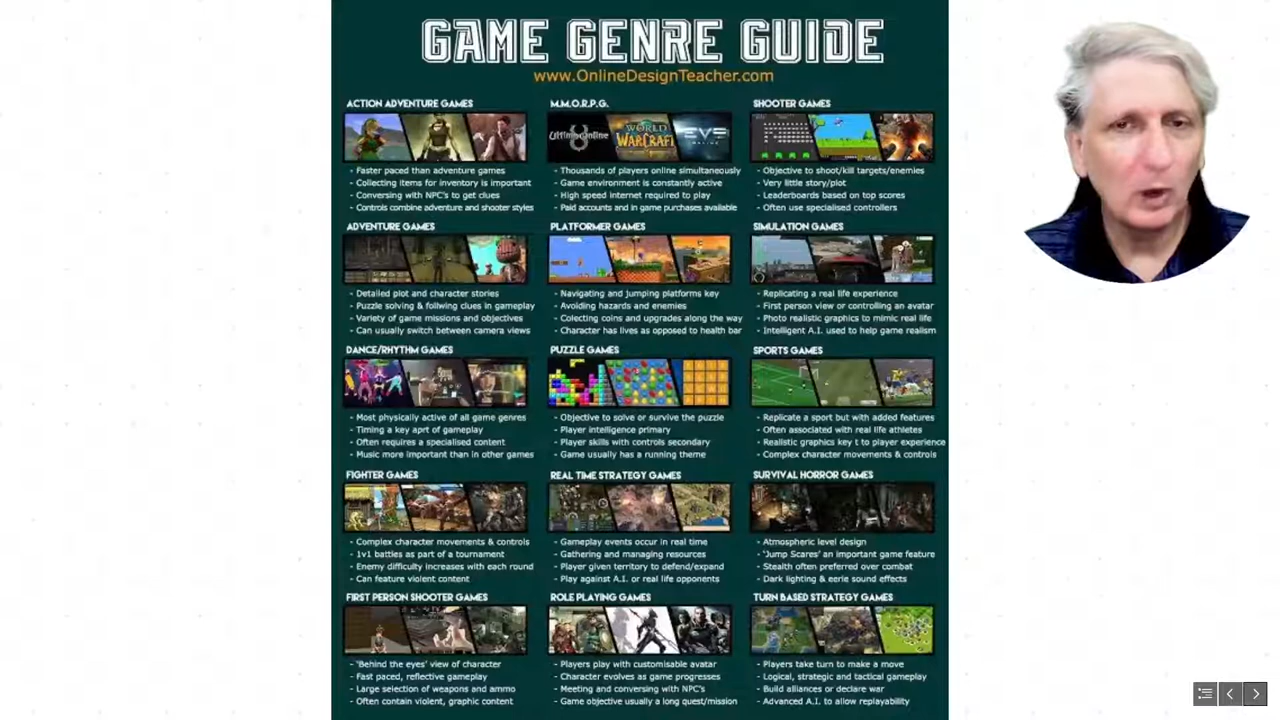 GAME GENRE GUIDE
www.OnlineDesignTeacher.com
ACTION ADVENTURE GAMES
- Faster paced than adventure games
- Collecting items for inventory is important
- Conversing with NPC's to get clues
- Controls combine adventure and shooter styles
M.M.O.R.P.G.
Ultima Online
WORLD
WARCRAFT
EVE
ONLINE
- Thousands of players online simultaneously
- Game environment is constantly active
- High speed internet required to play
- Paid accounts and in game purchases available
SHOOTER GAMES
- Objective to shoot/kill targets/enemies
- Very little story/plot
- Leaderboards based on top scores
- Often use specialised controllers
ADVENTURE GAMES
- Detailed plot and character stories
- Puzzle solving & follwing clues in gameplay
- Variety of game missions and objectives
- Can usually switch between camera views
PLATFORMER GAMES
- Navigating and jumping platforms key
- Avoiding hazards and enemies
- Colecting coins and upgrades along the way
- Character has lives as opposed to health bar
SIMULATION GAMES
- Replicating a real life experience
- First person view or controlling an avatar
- Photo realistic graphics to mimic real life
- Intelligent A.I. used to help game realism
DANCE/RHYTHM GAMES
- Most physically active of all game genres
- Timing a key aprt of gameplay
- Often requires a specialised content
- Music more important than in other games
PUZZLE GAMES
- Objective to solve or survive the puzzle
- Player intelligence primary
- Player skills with controls secondary
- Game usually has a running theme
SPORTS GAMES
- Replicate a sport but with added features
- Often associated with real life athletes
- Realistic graphics key t to player experience
- Complex character movements & controls
FIGHTER GAMES
- Complex character movements & controls
- 1v1 battles as part of a tournament
- Enemy difficulty increases with each round
- Can feature violent content
REAL TIME STRATEGY GAMES
- Gameplay events occur in real time
- Gathering and managing resources
- Player given territory to defend/expand
- Play against A.I. or real life opponents
SURVIVAL HORROR GAMES
- Atmospheric level design
- 'Jump Scares' an important game feature
- Stealth often preferred over combat
- Dark lighting & eerie sound effects
FIRST PERSON SHOOTER GAMES
- 'Behind the eyes' view of character
- Fast paced, reflective gameplay
- Large selection of weapons and ammo
- Often contain violent, graphic content
ROLE PLAYING GAMES
- Players play with customisable avatar
- Character evolves as game progresses
- Meeting and conversing with NPC's
- Game objective usually a long quest/mission
TURN BASED STRATEGY GAMES
- Players take turn to make a move
- Logical, strategic and tactical gameplay
- Build alliances or declare war
- Advanced A.I. to allow replayability